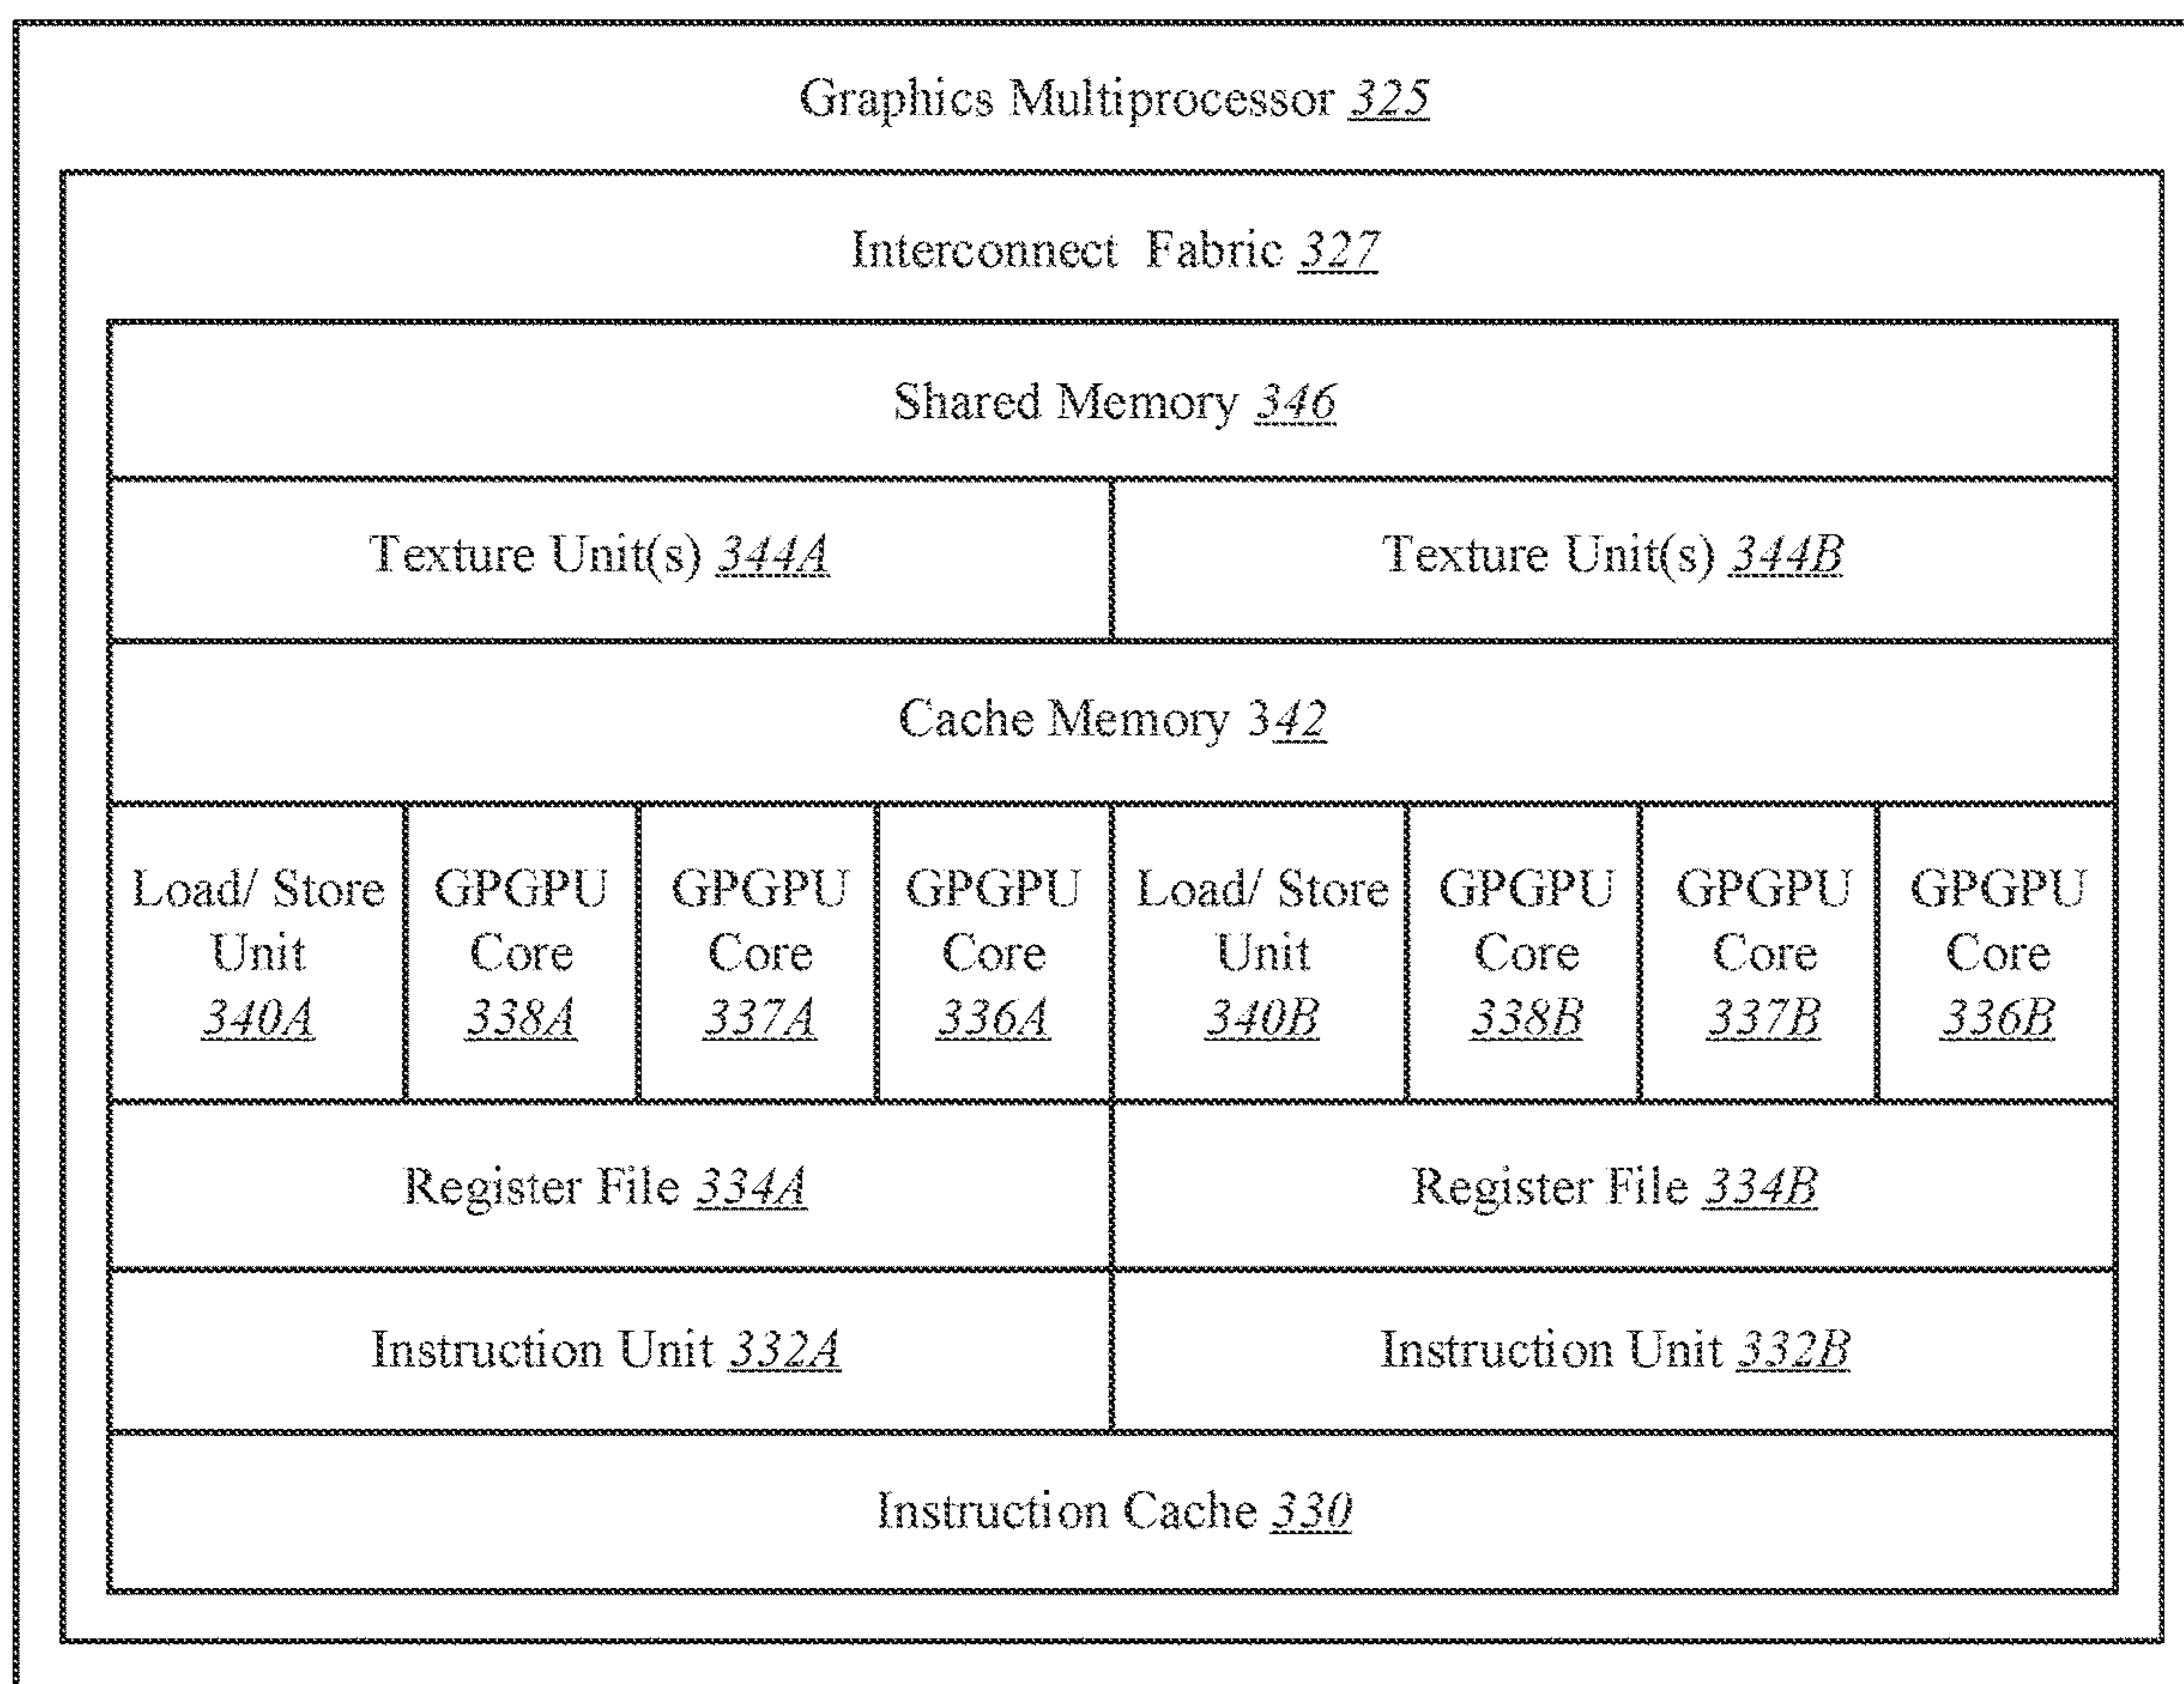 Graphics Multiprocessor 325
Interconnect Fabric 327
Shared Memory 346
Texture Unit(s) 344A
Texture Unit(s) 344B
Cache Memory 342
Load/ Store
Unit
340A
GPGPU
Core
338A
GPGPU
Core
337A
GPGPU
Core
336A
Load/ Store
Unit
340B
GPGPU
Core
338B
GPGPU
Core
337B
GPGPU
Core
336B
Register File 334A
Register File 334B
Instruction Unit 332A
Instruction Unit 332B
Instruction Cache 330